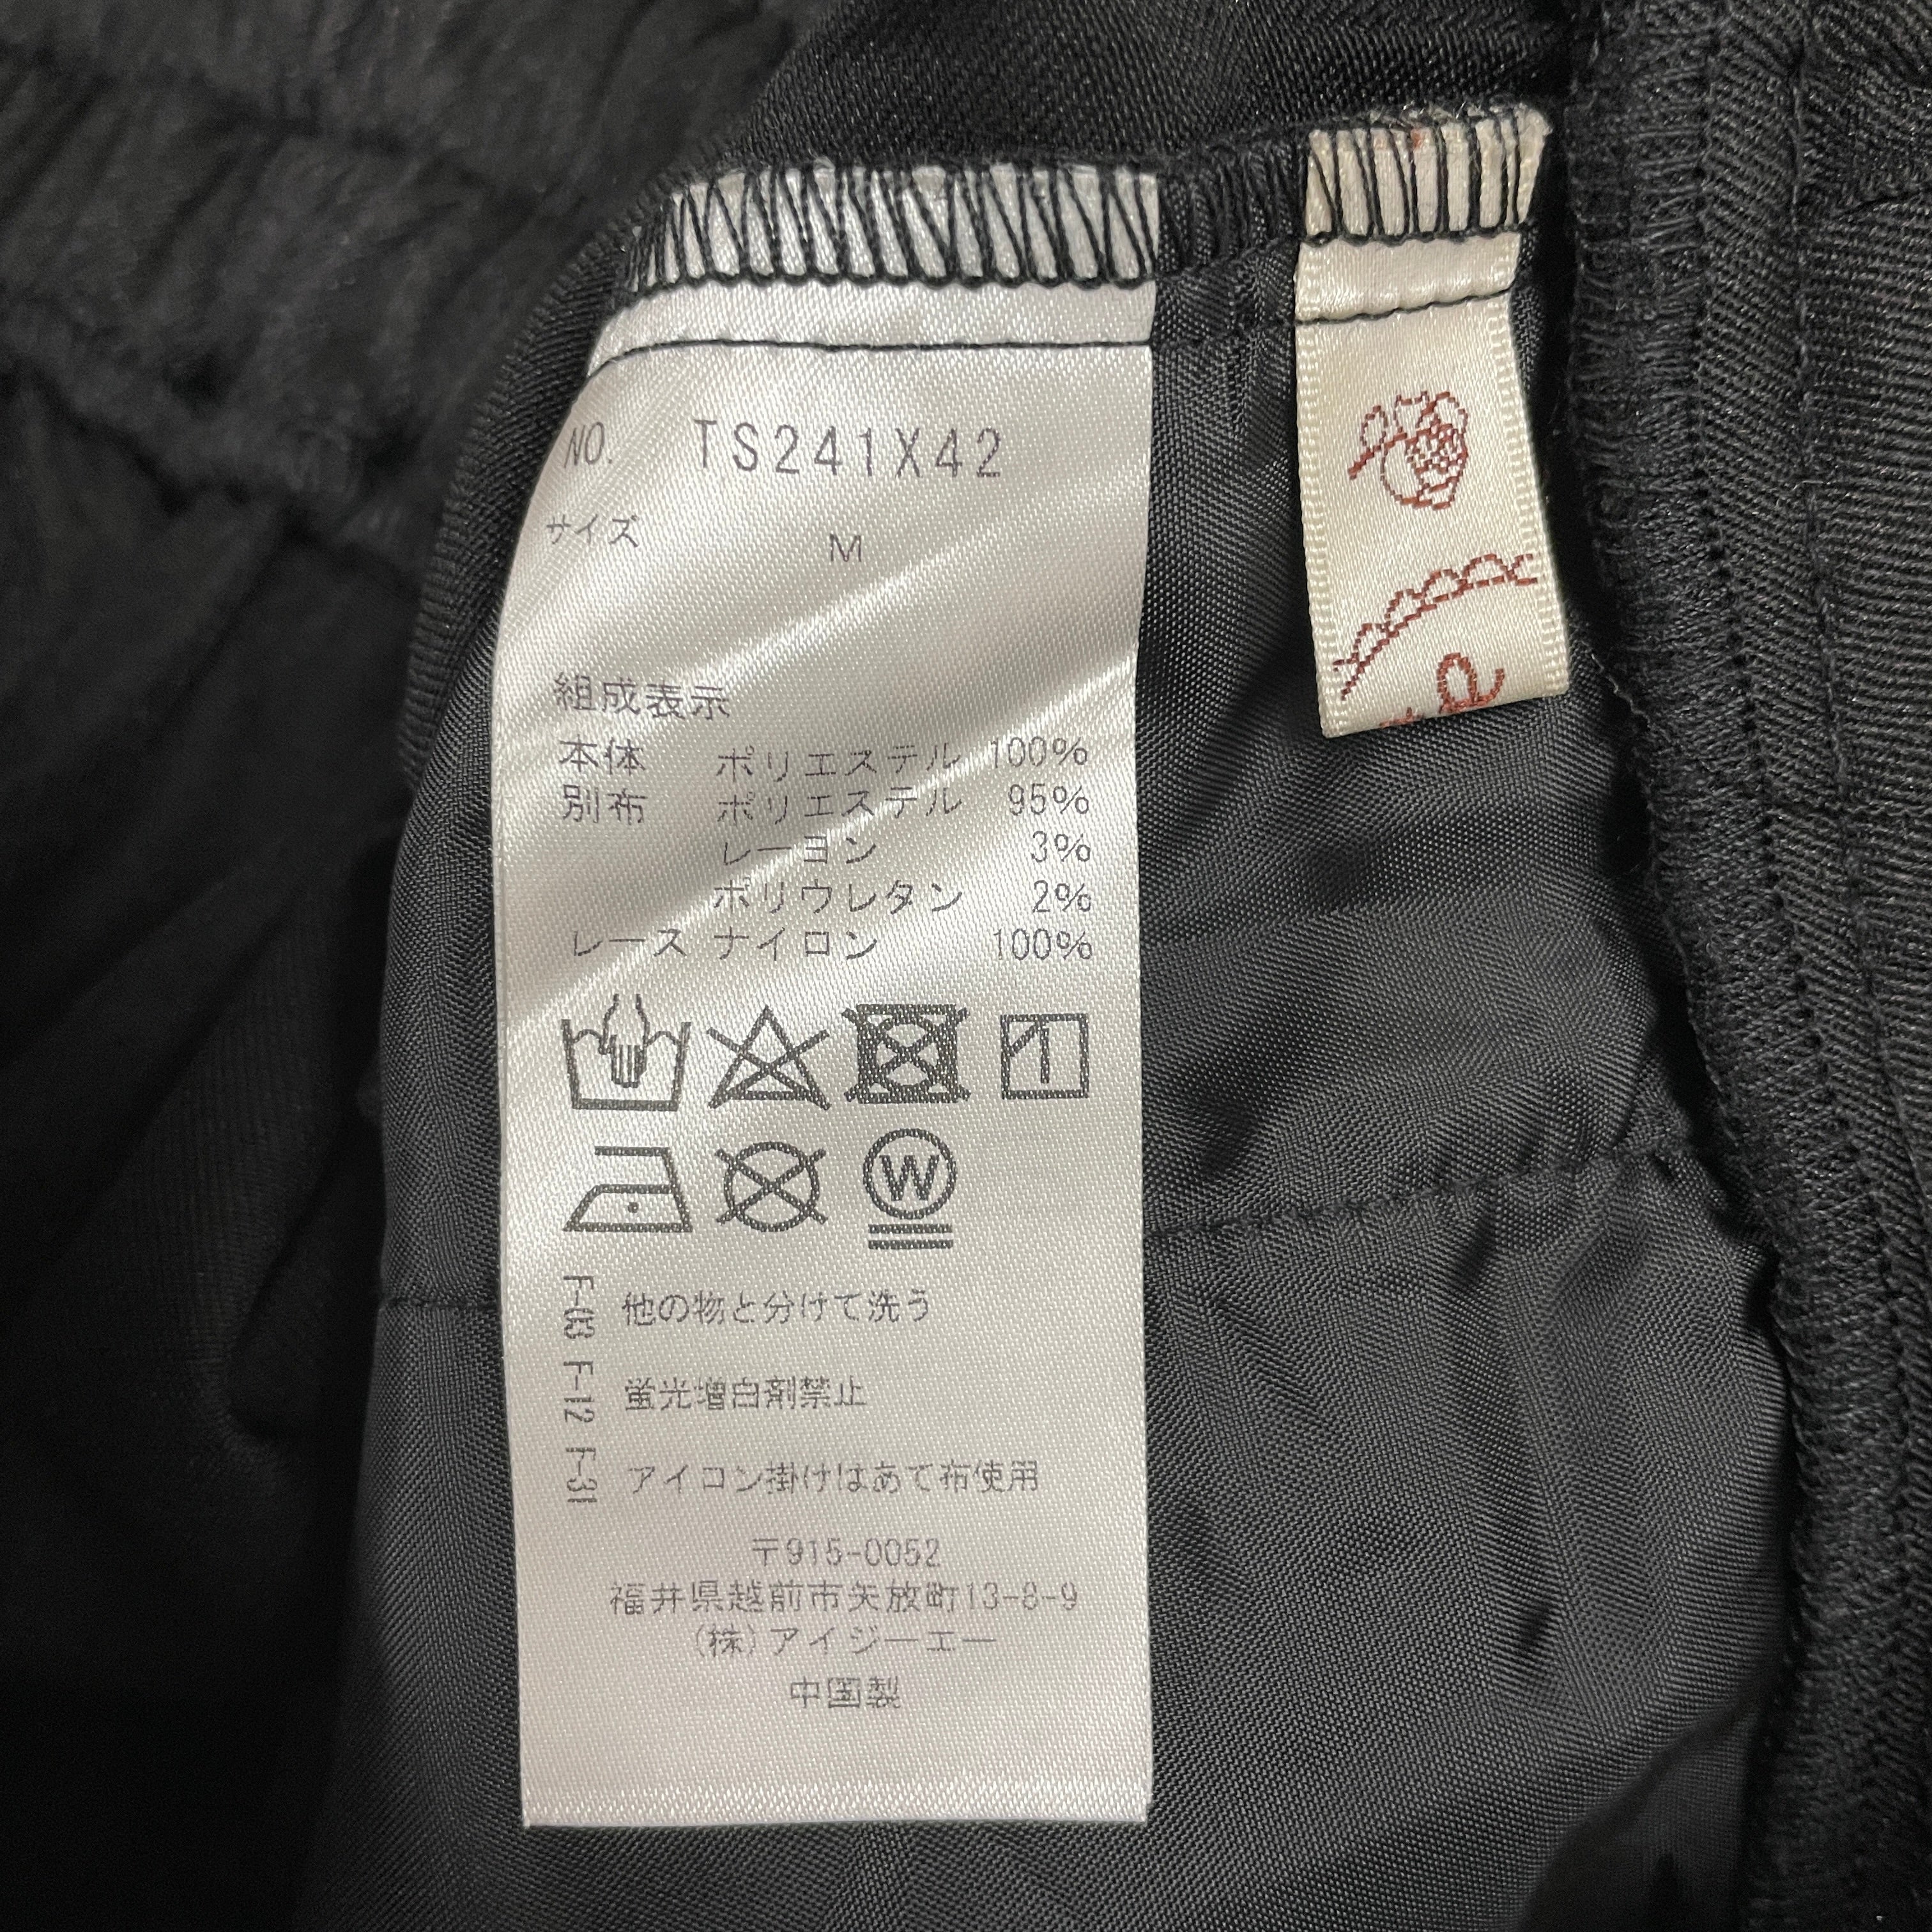 NO. TS241X42
サイズ M
組成表示
本体 ポリエステル 100%
別布 ポリエステル 95%
レーヨン 3%
ポリウレタン 2%
レース ナイロン 100%
W
F-03 他の物と分けて洗う
F-12 蛍光増白剤禁止
F-31 アイロン掛けはあて布使用
〒915-0052
福井県越前市矢放町13-8-9
(株)アイジーエー
中国製